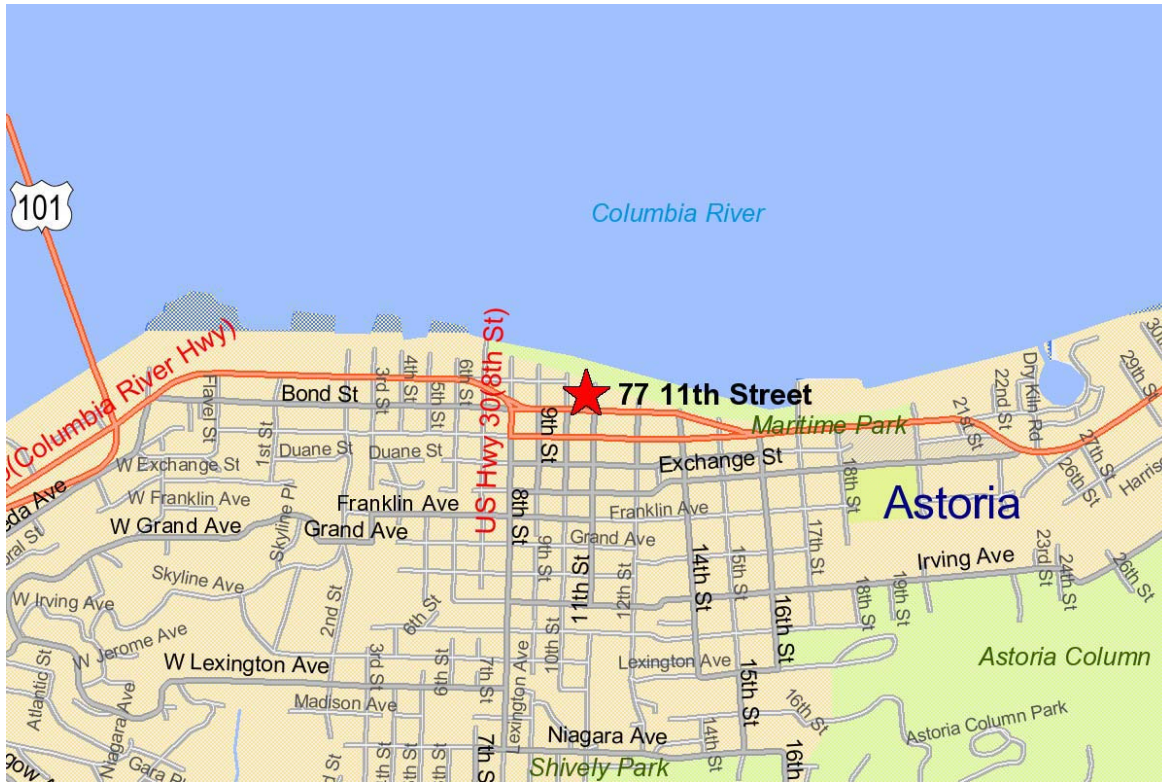 101
Columbia River
(Columbia River Hwy)
US Hwy 30(8th St)
77 11th Street
Maritime Park
Bond St
Flavel St
1st St
3rd St
4th St
5th St
6th St
9th St
Duane St
Duane St
W Exchange St
Exchange St
W Franklin Ave
Franklin Ave
Franklin Ave
W Grand Ave
Grand Ave
Grand Ave
Skyline Pl
Skyline Ave
8th St
9th St
11th St
12th St
14th St
15th St
16th St
17th St
18th St
18th St
19th St
21st St
22nd St
Dry Kiln Rd
29th St
27th St
26th St
Harris
Astoria
Irving Ave
23rd St
24th St
26th St
W Irving Ave
2nd St
6th St
W Jerome Ave
W Lexington Ave
Lexington Ave
Astoria Column
Atlantic St
Niagara Ave
Madison Ave
3rd St
6th St
7th St
Lexington Ave
10th St
15th St
16th St
Astoria Column Park
Niagara Ave
14th St
16th
7th St
3rd St
Shively Park